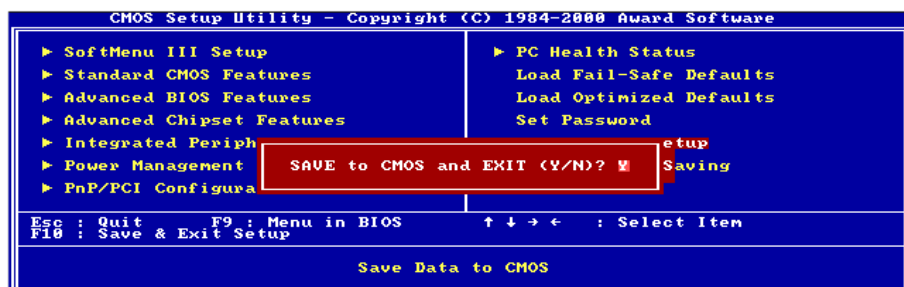 CMOS Setup Utility - Copyright (C) 1984-2000 Award Software
▶ SoftMenu III Setup
▶ Standard CMOS Features
▶ Advanced BIOS Features
▶ Advanced Chipset Features
▶ Integrated Periph
▶ Power Management
▶ PnP/PCI Configura
▶ PC Health Status
Load Fail-Safe Defaults
Load Optimized Defaults
Set Password
etup
Saving
SAVE to CMOS and EXIT (Y/N)? Y
Esc : Quit F9 : Menu in BIOS ↑ ↓ → ← : Select Item
F10 : Save & Exit Setup
Save Data to CMOS